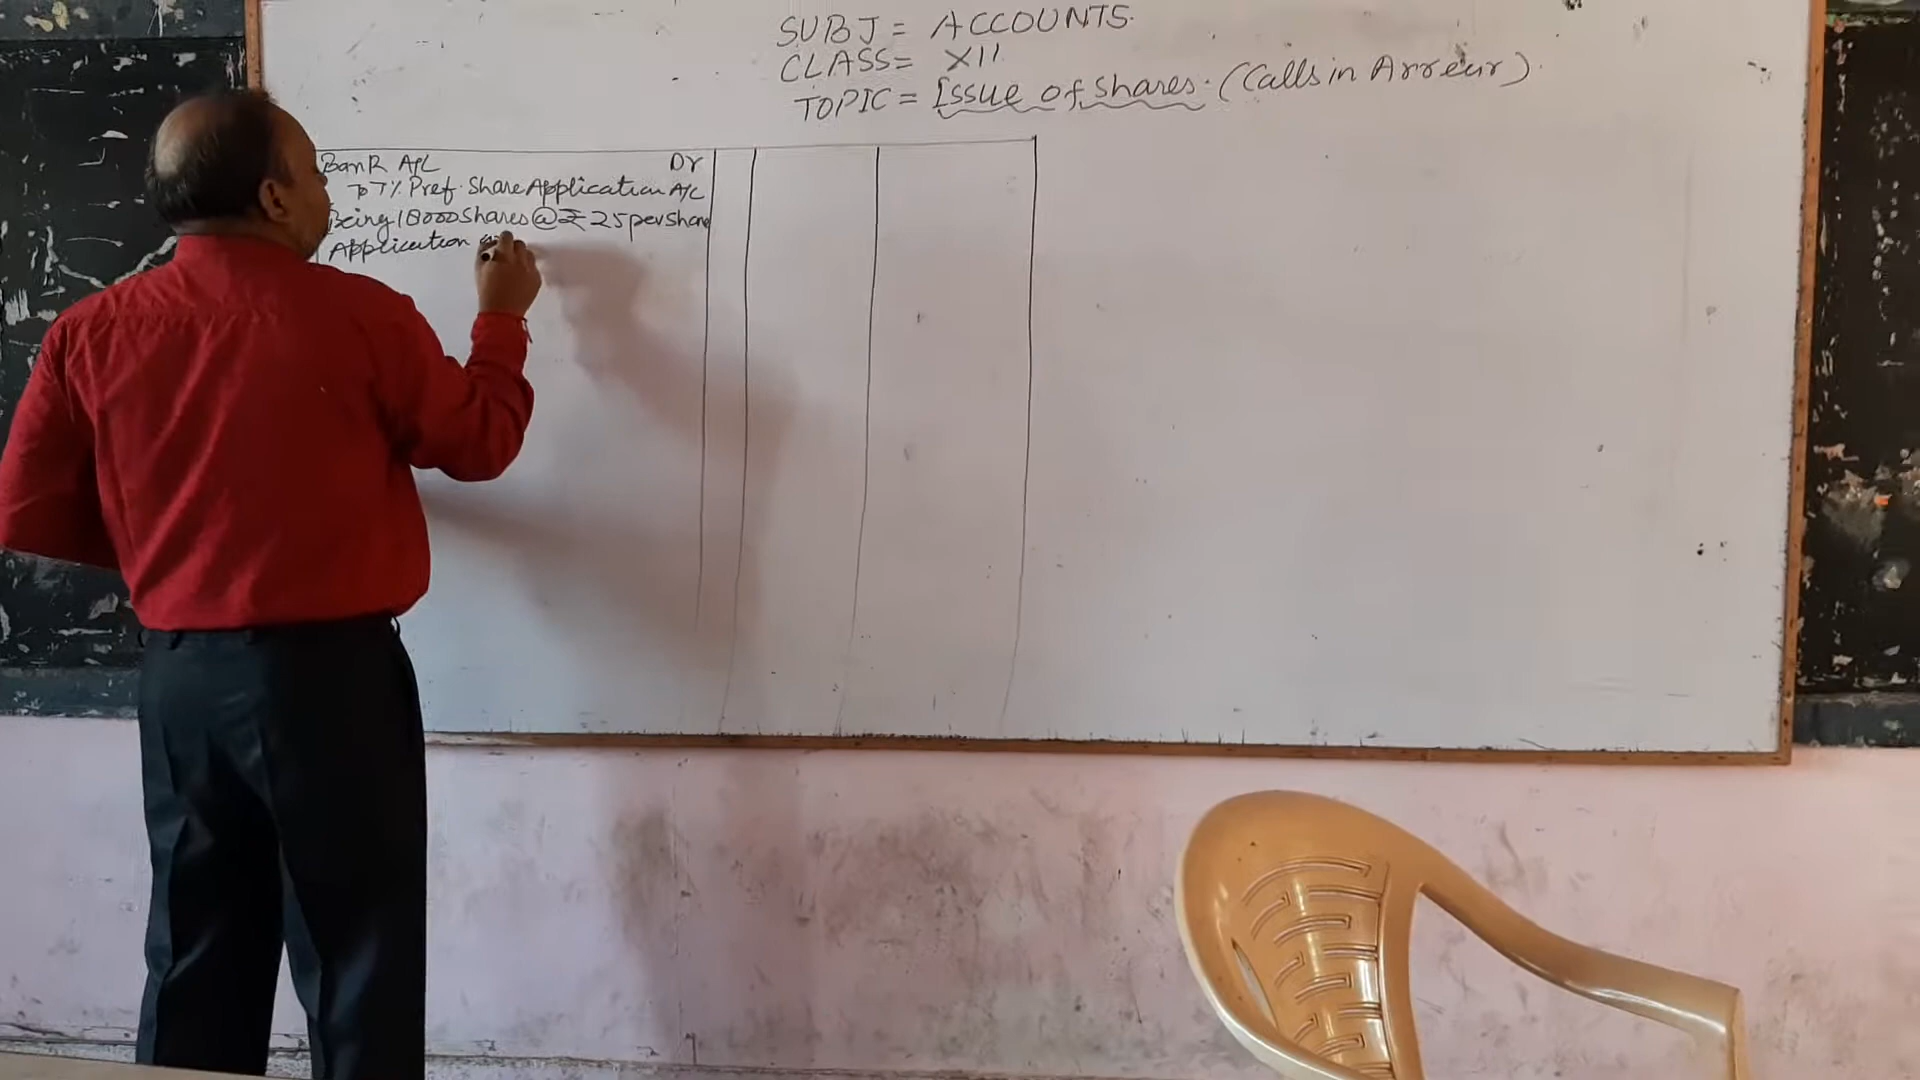 SUBJ = ACCOUNTS.
CLASS= XII
TOPIC = Issue of Shares. (Calls in Arrear).
Bank A/c Dr
To 7% Pref. Share Application A/c
Being 18000 Shares @ ₹ 25 per share
Application